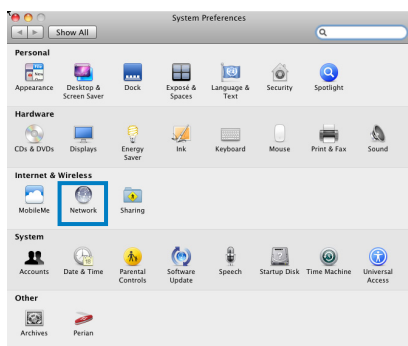 System Preferences
Show All
Personal
Appearance Desktop & Screen Saver Dock Exposé & Spaces Language & Text Security Spotlight
Hardware
CDs & DVDs Displays Energy Saver Ink Keyboard Mouse Print & Fax Sound
Internet & Wireless
MobileMe Network Sharing
System
Accounts Date & Time Parental Controls Software Update Speech Startup Disk Time Machine Universal Access
Other
Archives Perian